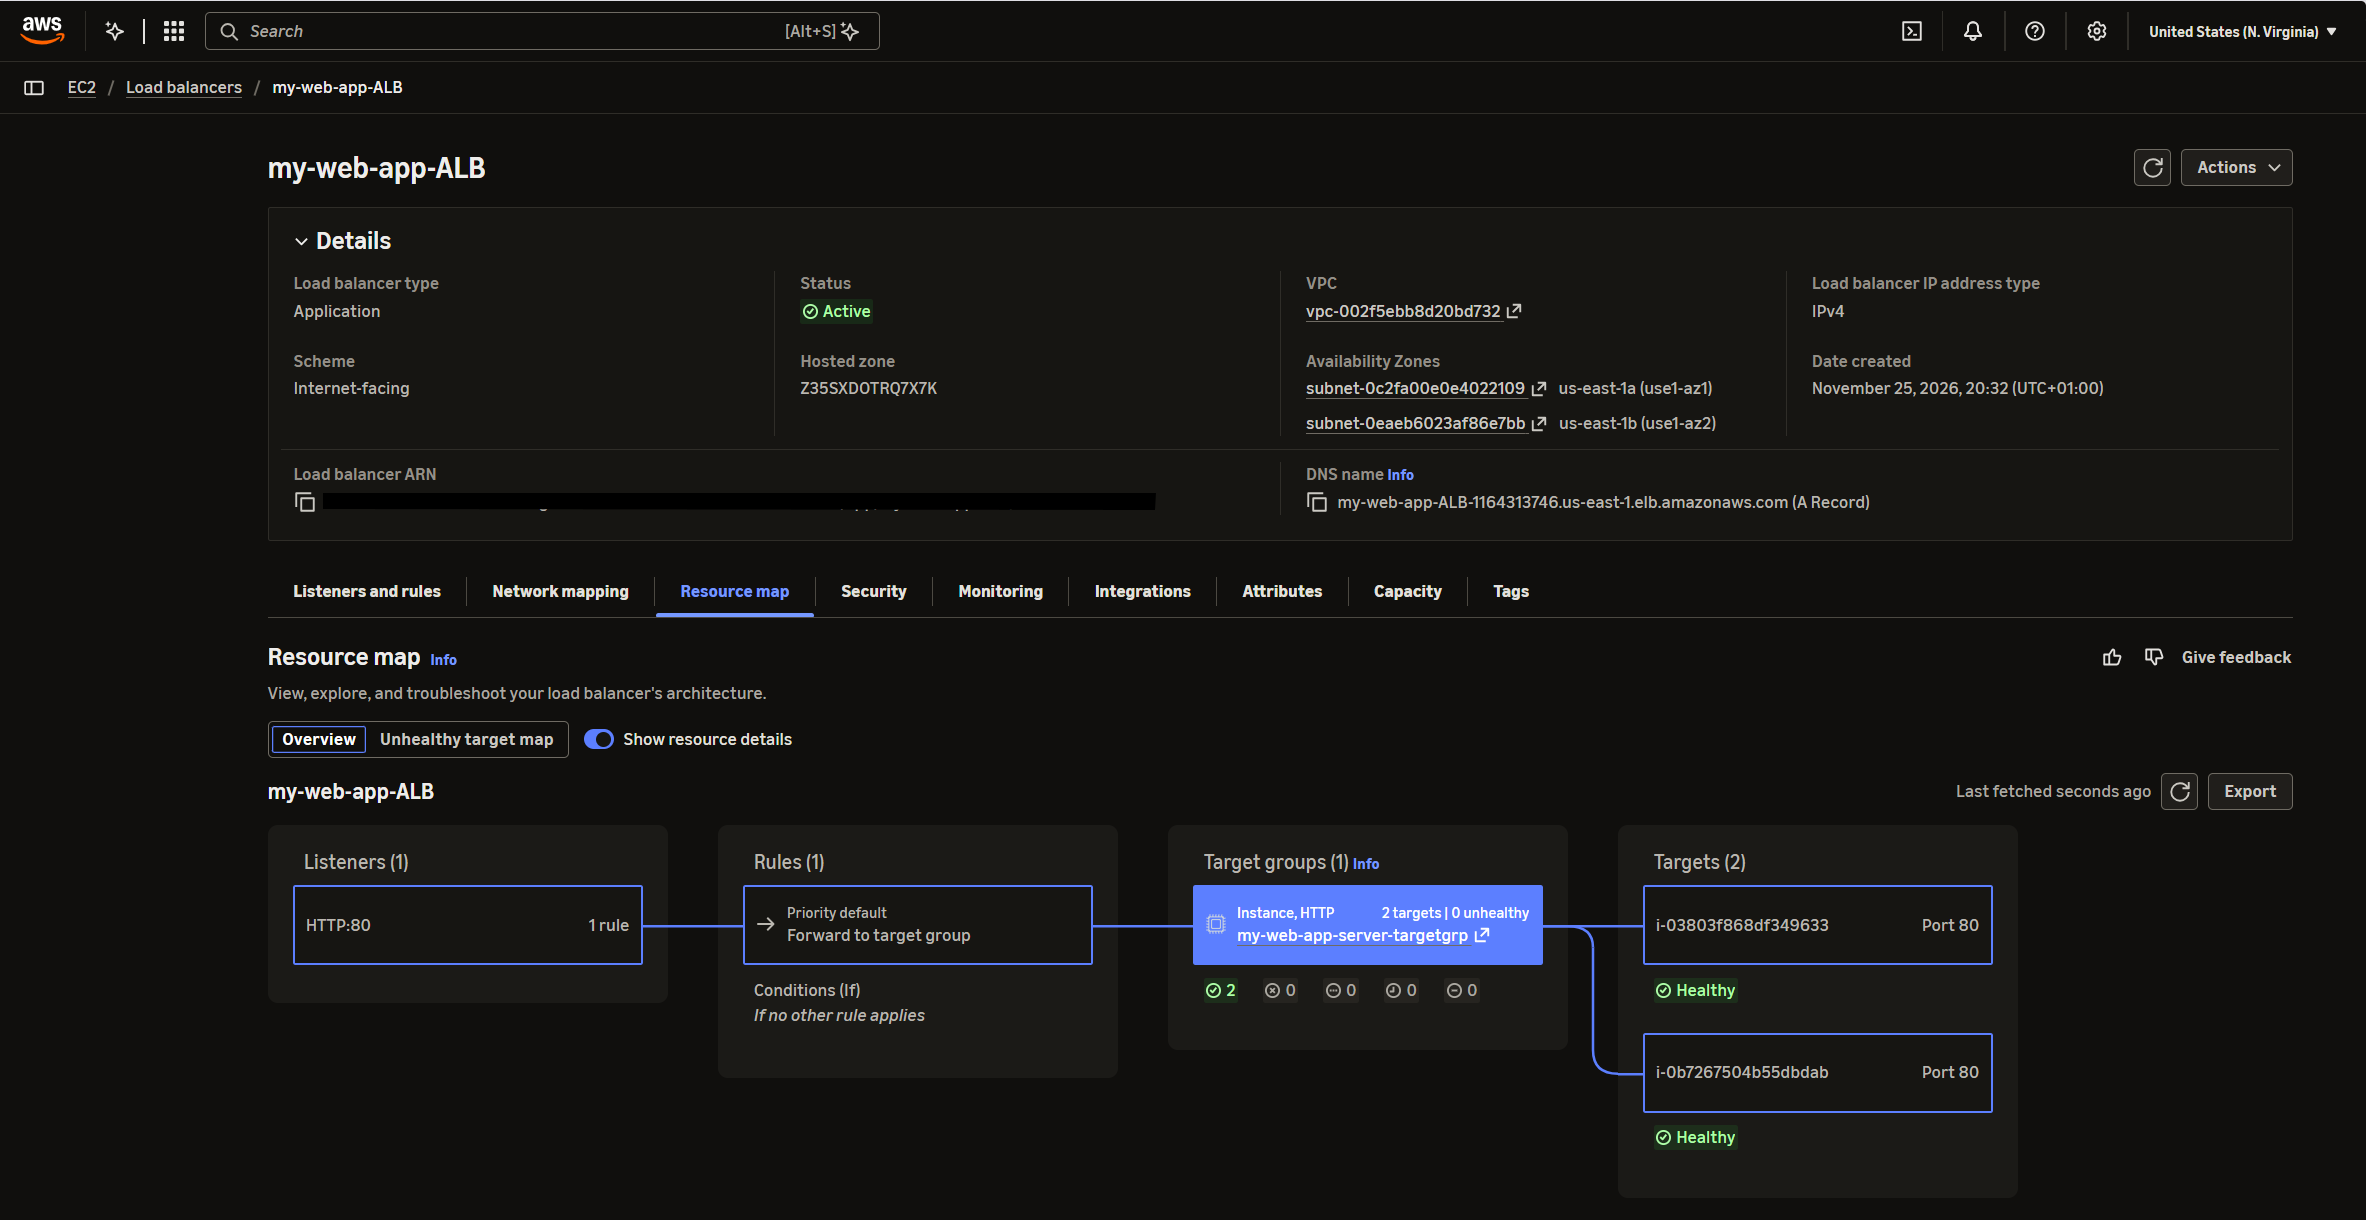 aws
Search
[Alt+S]
United States (N. Virginia)
EC2 / Load balancers / my-web-app-ALB
my-web-app-ALB
Actions
Details
Load balancer type
Application
Status
Active
VPC
vpc-002f5ebb8d20bd732
Load balancer IP address type
IPv4
Scheme
Internet-facing
Hosted zone
Z35SXDOTRQ7X7K
Availability Zones
subnet-0c2fa00e0e4022109 us-east-1a (use1-az1)
subnet-0eaeb6023af86e7bb us-east-1b (use1-az2)
Date created
November 25, 2026, 20:32 (UTC+01:00)
Load balancer ARN
DNS name Info
my-web-app-ALB-1164313746.us-east-1.elb.amazonaws.com (A Record)
Listeners and rules
Network mapping
Resource map
Security
Monitoring
Integrations
Attributes
Capacity
Tags
Resource map Info
Give feedback
View, explore, and troubleshoot your load balancer's architecture.
Overview
Unhealthy target map
Show resource details
my-web-app-ALB
Last fetched seconds ago
Export
Listeners (1)
HTTP:80 1 rule
Rules (1)
Priority default
Forward to target group
Conditions (If)
If no other rule applies
Target groups (1) Info
Instance, HTTP 2 targets | 0 unhealthy
my-web-app-server-targetgrp
2 0 0 0 0
Targets (2)
i-03803f868df349633 Port 80
Healthy
i-0b7267504b55dbdab Port 80
Healthy